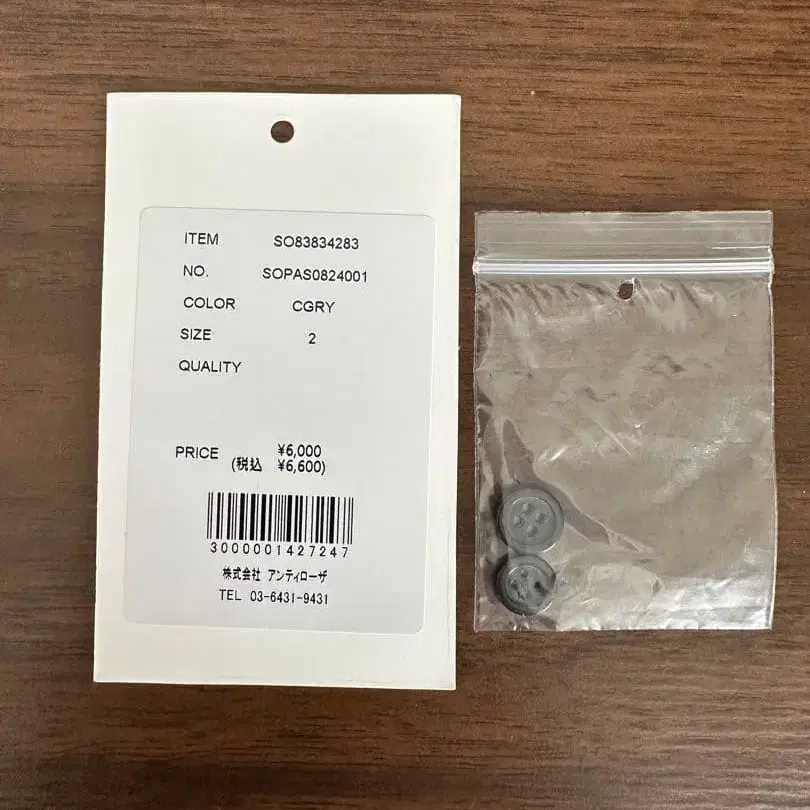 ITEM SO83834283
NO. SOPAS0824001
COLOR CGRY
SIZE 2
QUALITY
PRICE ¥6,000
(税込 ¥6,600)
3000001427247
株式会社 アンティローザ
TEL 03-6431-9431